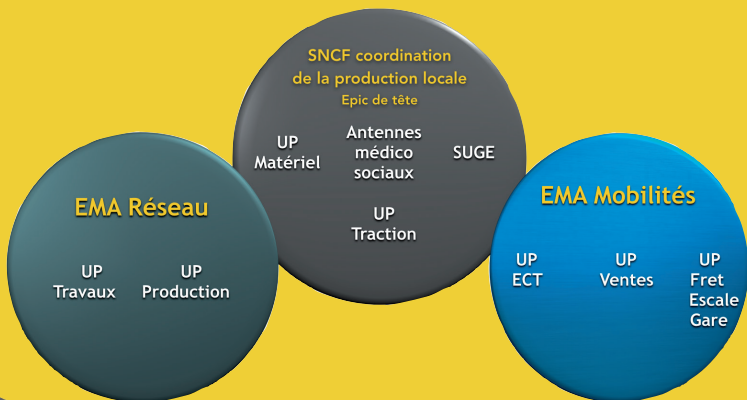 SNCF coordination
de la production locale
Epic de tête
UP
Matériel
Antennes
médico
sociaux
SUGE
UP
Traction
EMA Réseau
UP
Travaux
UP
Production
EMA Mobilités
UP
ECT
UP
Ventes
UP
Fret
Escale
Gare